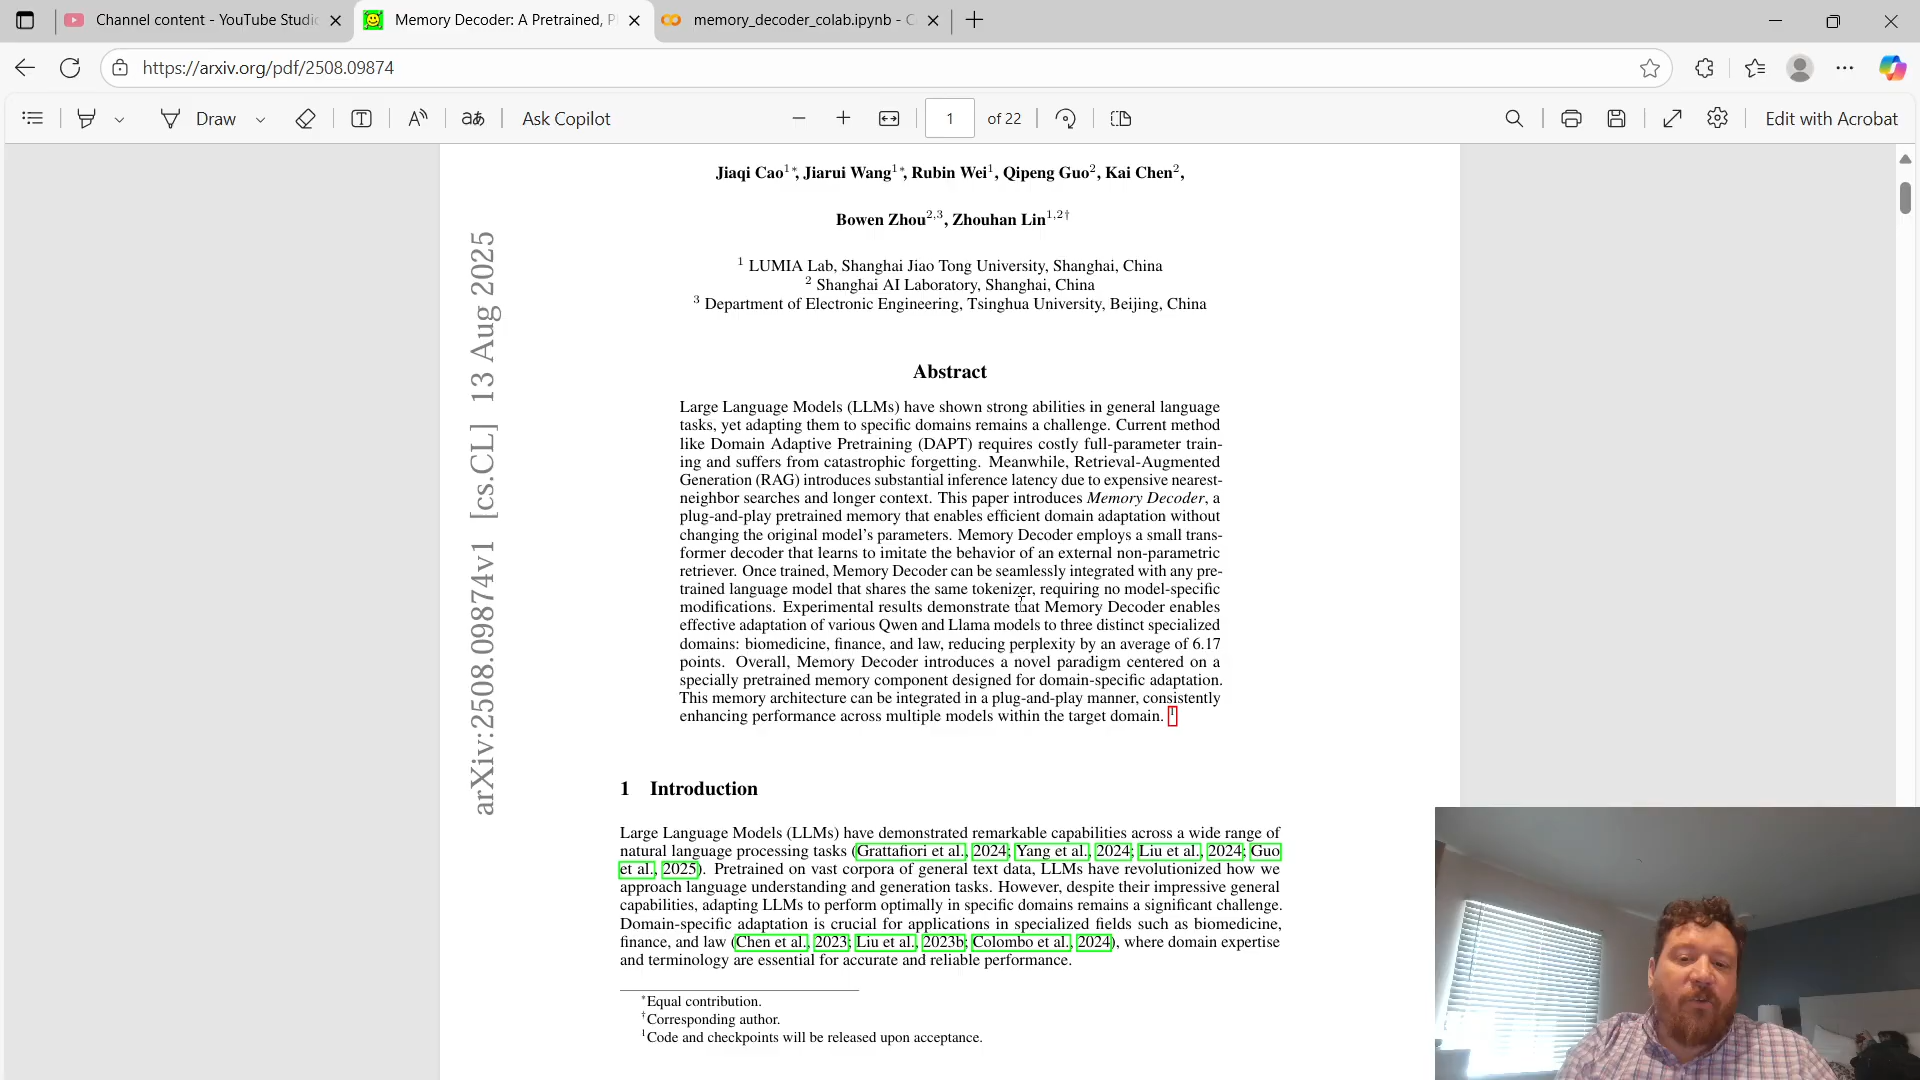 Channel content - YouTube Studio
Memory Decoder: A Pretrained, P
memory_decoder_colab.ipynb - C
https://arxiv.org/pdf/2508.09874
Draw
Ask Copilot
1 of 22
Edit with Acrobat
Jiaqi Cao¹*, Jiarui Wang¹*, Rubin Wei¹, Qipeng Guo², Kai Chen²,
Bowen Zhou²,³, Zhouhan Lin¹,²†
¹ LUMIA Lab, Shanghai Jiao Tong University, Shanghai, China
² Shanghai AI Laboratory, Shanghai, China
³ Department of Electronic Engineering, Tsinghua University, Beijing, China
arXiv:2508.09874v1 [cs.CL] 13 Aug 2025
Abstract
Large Language Models (LLMs) have shown strong abilities in general language
tasks, yet adapting them to specific domains remains a challenge. Current method
like Domain Adaptive Pretraining (DAPT) requires costly full-parameter train-
ing and suffers from catastrophic forgetting. Meanwhile, Retrieval-Augmented
Generation (RAG) introduces substantial inference latency due to expensive nearest-
neighbor searches and longer context. This paper introduces Memory Decoder, a
plug-and-play pretrained memory that enables efficient domain adaptation without
changing the original model's parameters. Memory Decoder employs a small trans-
former decoder that learns to imitate the behavior of an external non-parametric
retriever. Once trained, Memory Decoder can be seamlessly integrated with any pre-
trained language model that shares the same tokenizer, requiring no model-specific
modifications. Experimental results demonstrate that Memory Decoder enables
effective adaptation of various Qwen and Llama models to three distinct specialized
domains: biomedicine, finance, and law, reducing perplexity by an average of 6.17
points. Overall, Memory Decoder introduces a novel paradigm centered on a
specially pretrained memory component designed for domain-specific adaptation.
This memory architecture can be integrated in a plug-and-play manner, consistently
enhancing performance across multiple models within the target domain. ¹
1 Introduction
Large Language Models (LLMs) have demonstrated remarkable capabilities across a wide range of
natural language processing tasks (Grattafiori et al., 2024; Yang et al., 2024; Liu et al., 2024; Guo
et al., 2025). Pretrained on vast corpora of general text data, LLMs have revolutionized how we
approach language understanding and generation tasks. However, despite their impressive general
capabilities, adapting LLMs to perform optimally in specific domains remains a significant challenge.
Domain-specific adaptation is crucial for applications in specialized fields such as biomedicine,
finance, and law (Chen et al., 2023; Liu et al., 2023b; Colombo et al., 2024), where domain expertise
and terminology are essential for accurate and reliable performance.
*Equal contribution.
†Corresponding author.
¹Code and checkpoints will be released upon acceptance.